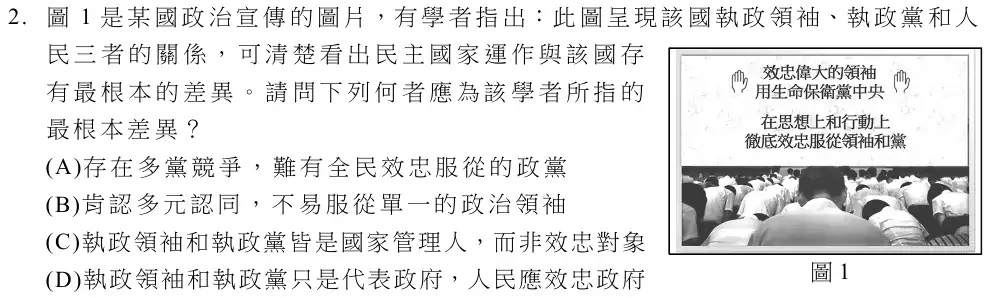 2. 圖 1 是某國政治宣傳的圖片，有學者指出：此圖呈現該國執政領袖、執政黨和人
民三者的關係，可清楚看出民主國家運作與該國存
有最根本的差異。請問下列何者應為該學者所指的
最根本差異？
(A)存在多黨競爭，難有全民效忠服從的政黨
(B)肯認多元認同，不易服從單一的政治領袖
(C)執政領袖和執政黨皆是國家管理人，而非效忠對象
(D)執政領袖和執政黨只是代表政府，人民應效忠政府
效忠偉大的領袖
用生命保衛黨中央
在思想上和行動上
徹底效忠服從領袖和黨
圖 1